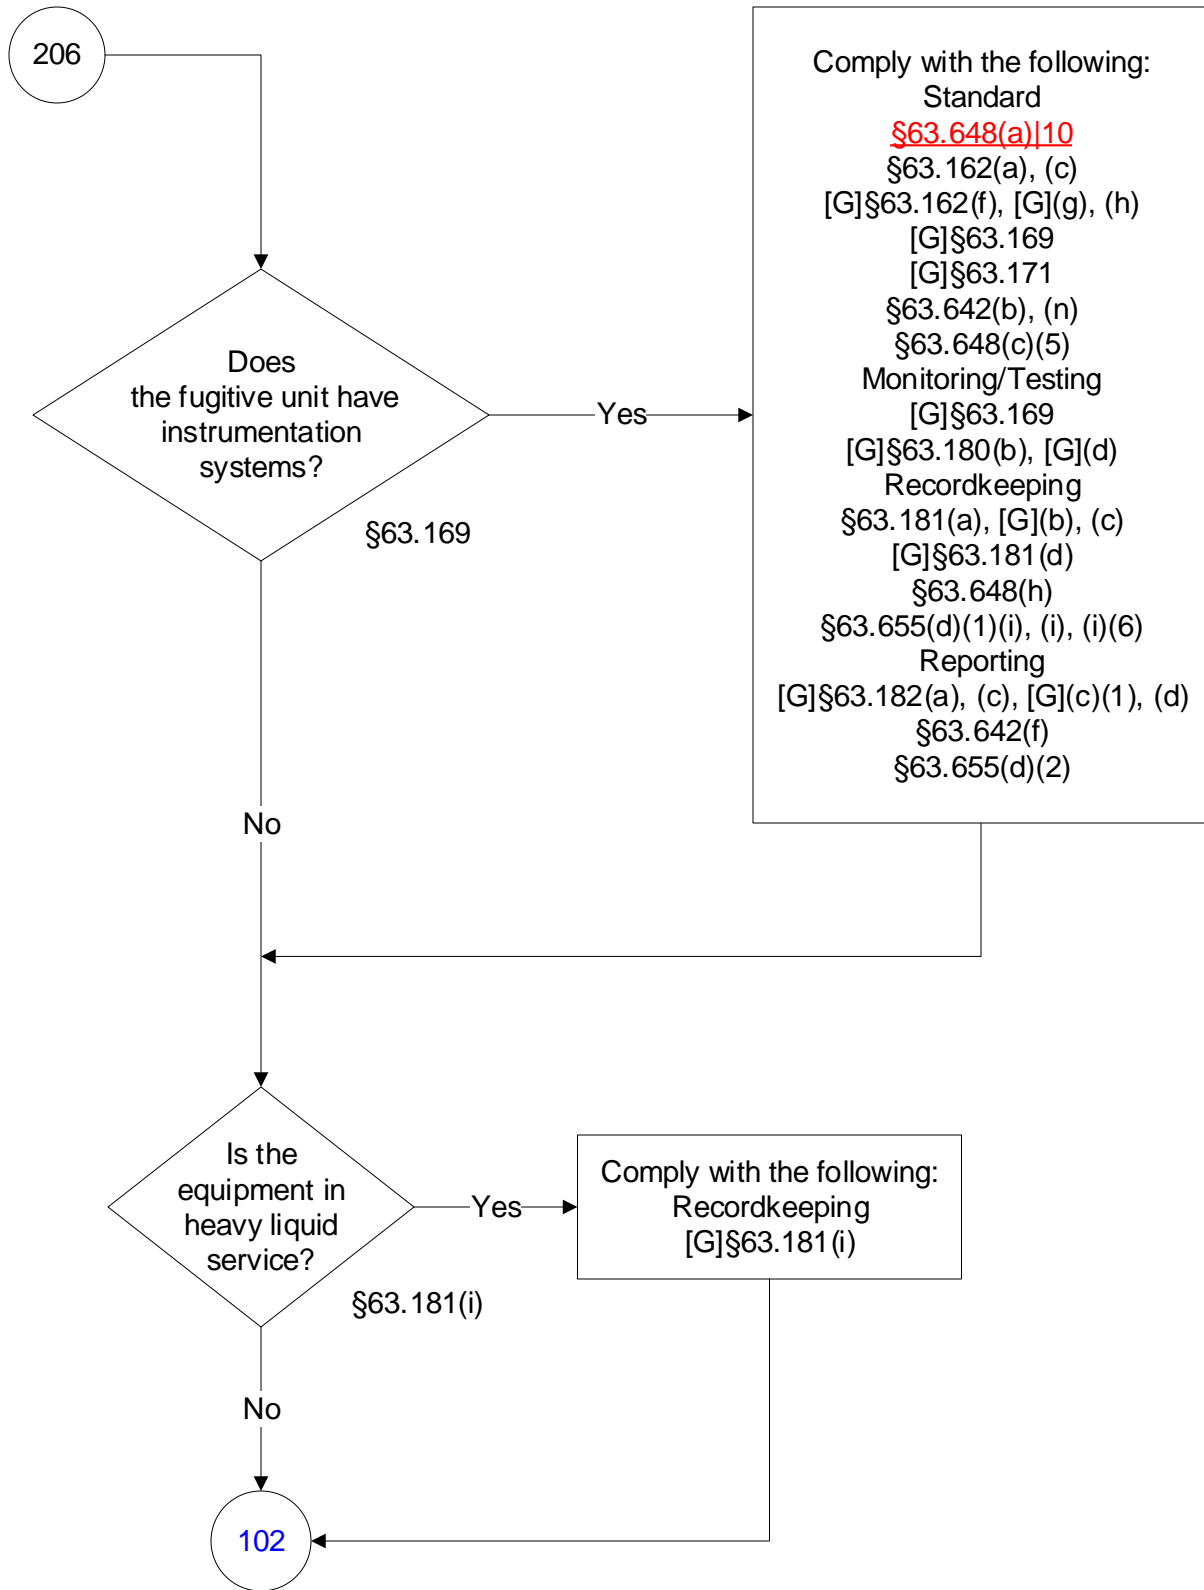 206
Comply with the following:
Standard
§63.648(a)|10
§63.162(a), (c)
[G]§63.162(f), [G](g), (h)
[G]§63.169
[G]§63.171
§63.642(b), (n)
§63.648(c)(5)
Monitoring/Testing
[G]§63.169
[G]§63.180(b), [G](d)
Recordkeeping
§63.181(a), [G](b), (c)
[G]§63.181(d)
§63.648(h)
§63.655(d)(1)(i), (i), (i)(6)
Reporting
[G]§63.182(a), (c), [G](c)(1), (d)
§63.642(f)
§63.655(d)(2)
Does
the fugitive unit have
instrumentation
systems?
Yes
§63.169
No
Is the
equipment in
heavy liquid
service?
Yes
Comply with the following:
Recordkeeping
[G]§63.181(i)
§63.181(i)
No
102